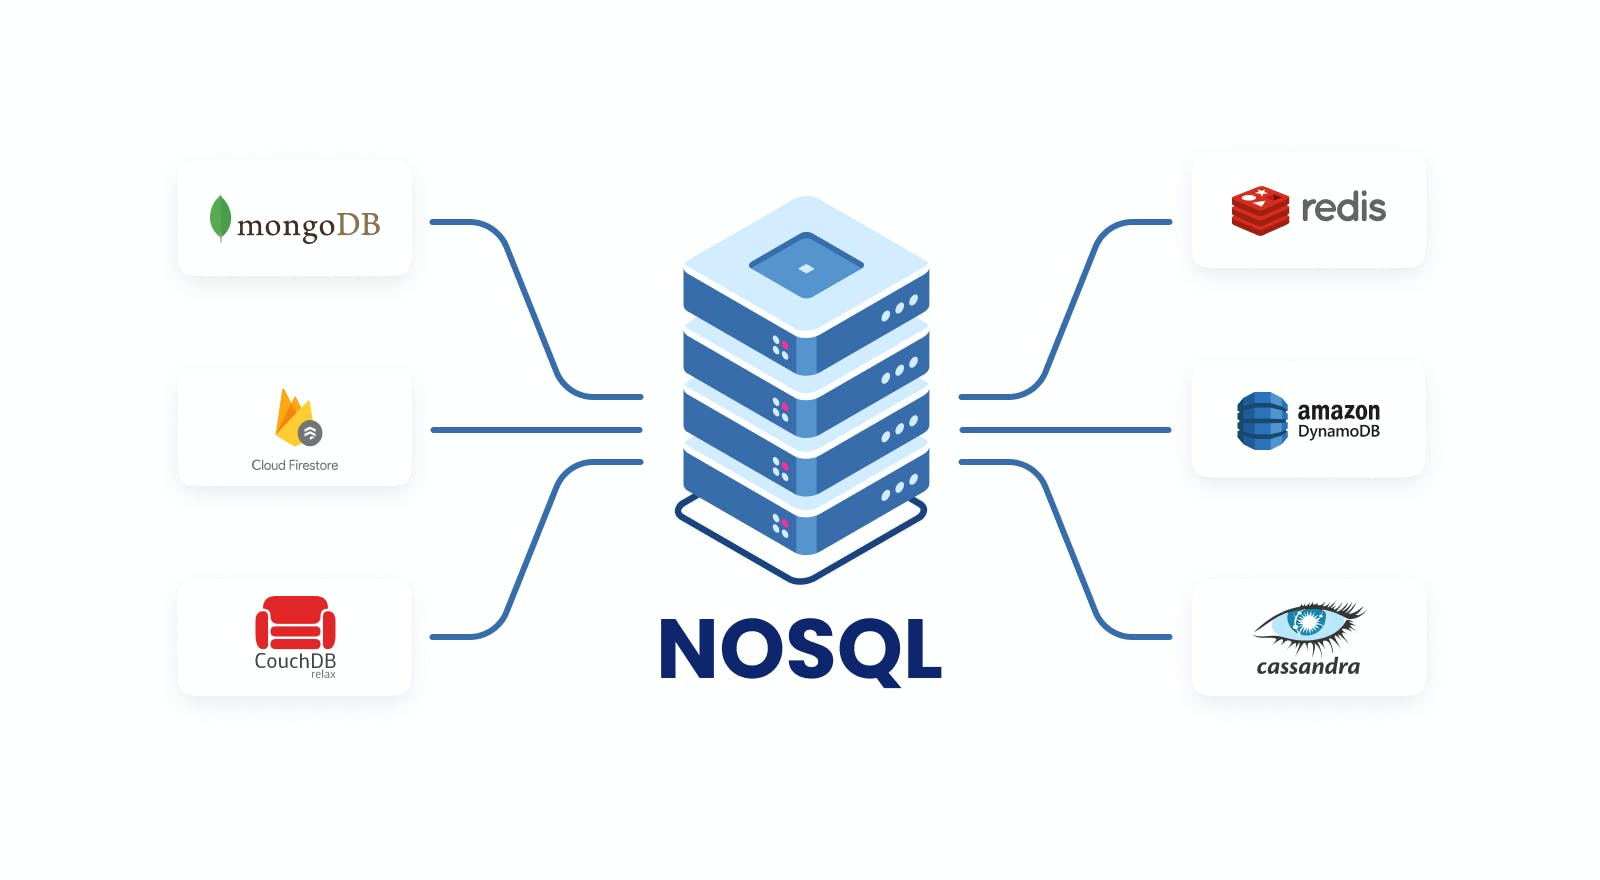 mongoDB
Cloud Firestore
CouchDB
relax
NOSQL
redis
amazon
DynamoDB
cassandra